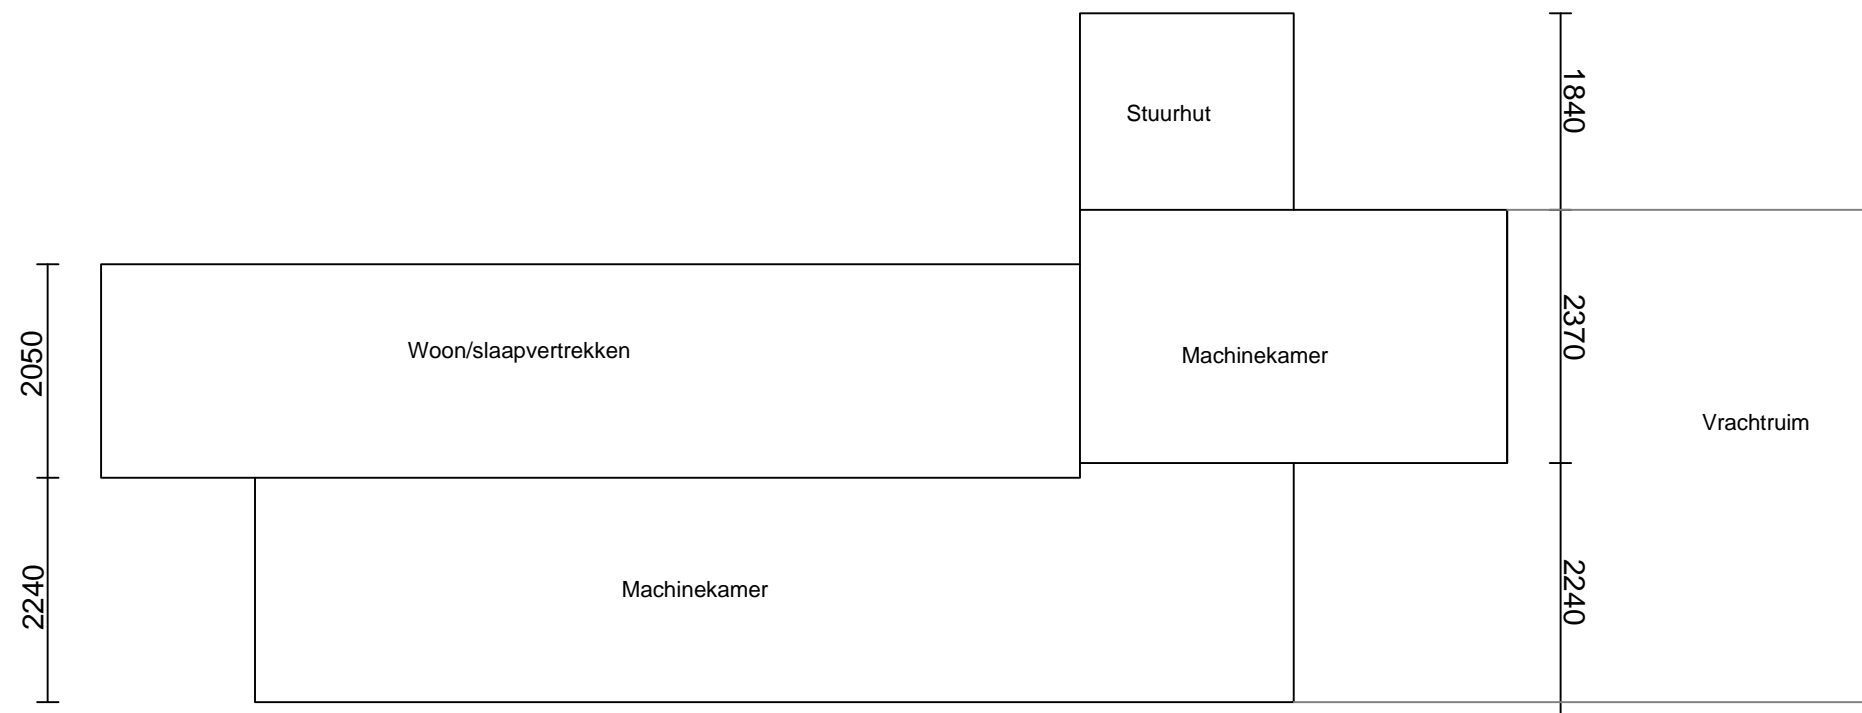 Stuurhut
1840
Woon/slaapvertrekken
2050
Machinekamer
2370
Vrachtruim
2240
Machinekamer
2240